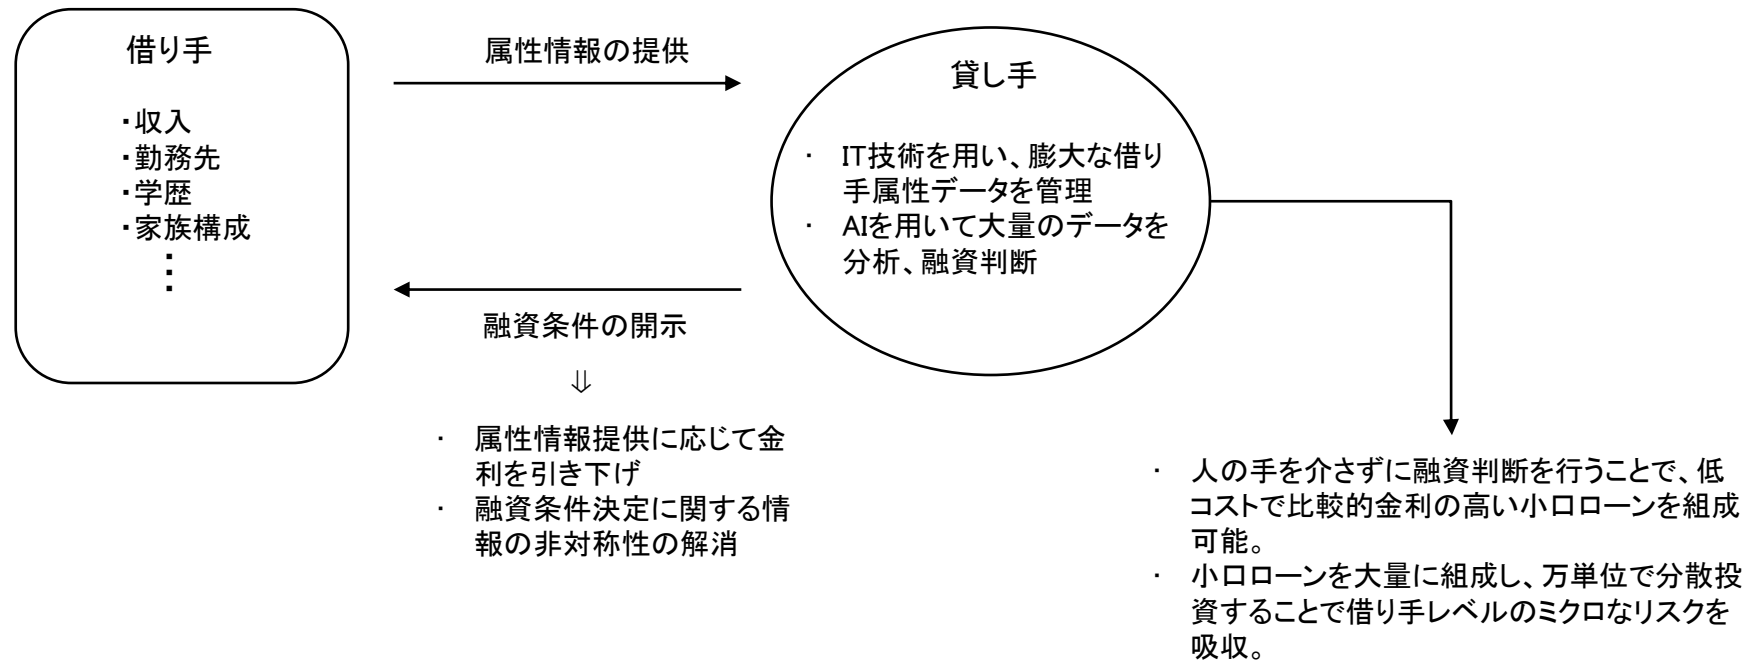 借り手
・収入
・勤務先
・学歴
・家族構成
⋮
属性情報の提供
貸し手
・ IT技術を用い、膨大な借り
手属性データを管理
・ AIを用いて大量のデータを
分析、融資判断
融資条件の開示
⇓
・ 属性情報提供に応じて金
利を引き下げ
・ 融資条件決定に関する情
報の非対称性の解消
・ 人の手を介さずに融資判断を行うことで、低
コストで比較的金利の高い小口ローンを組成
可能。
・ 小口ローンを大量に組成し、万単位で分散投
資することで借り手レベルのミクロなリスクを
吸収。